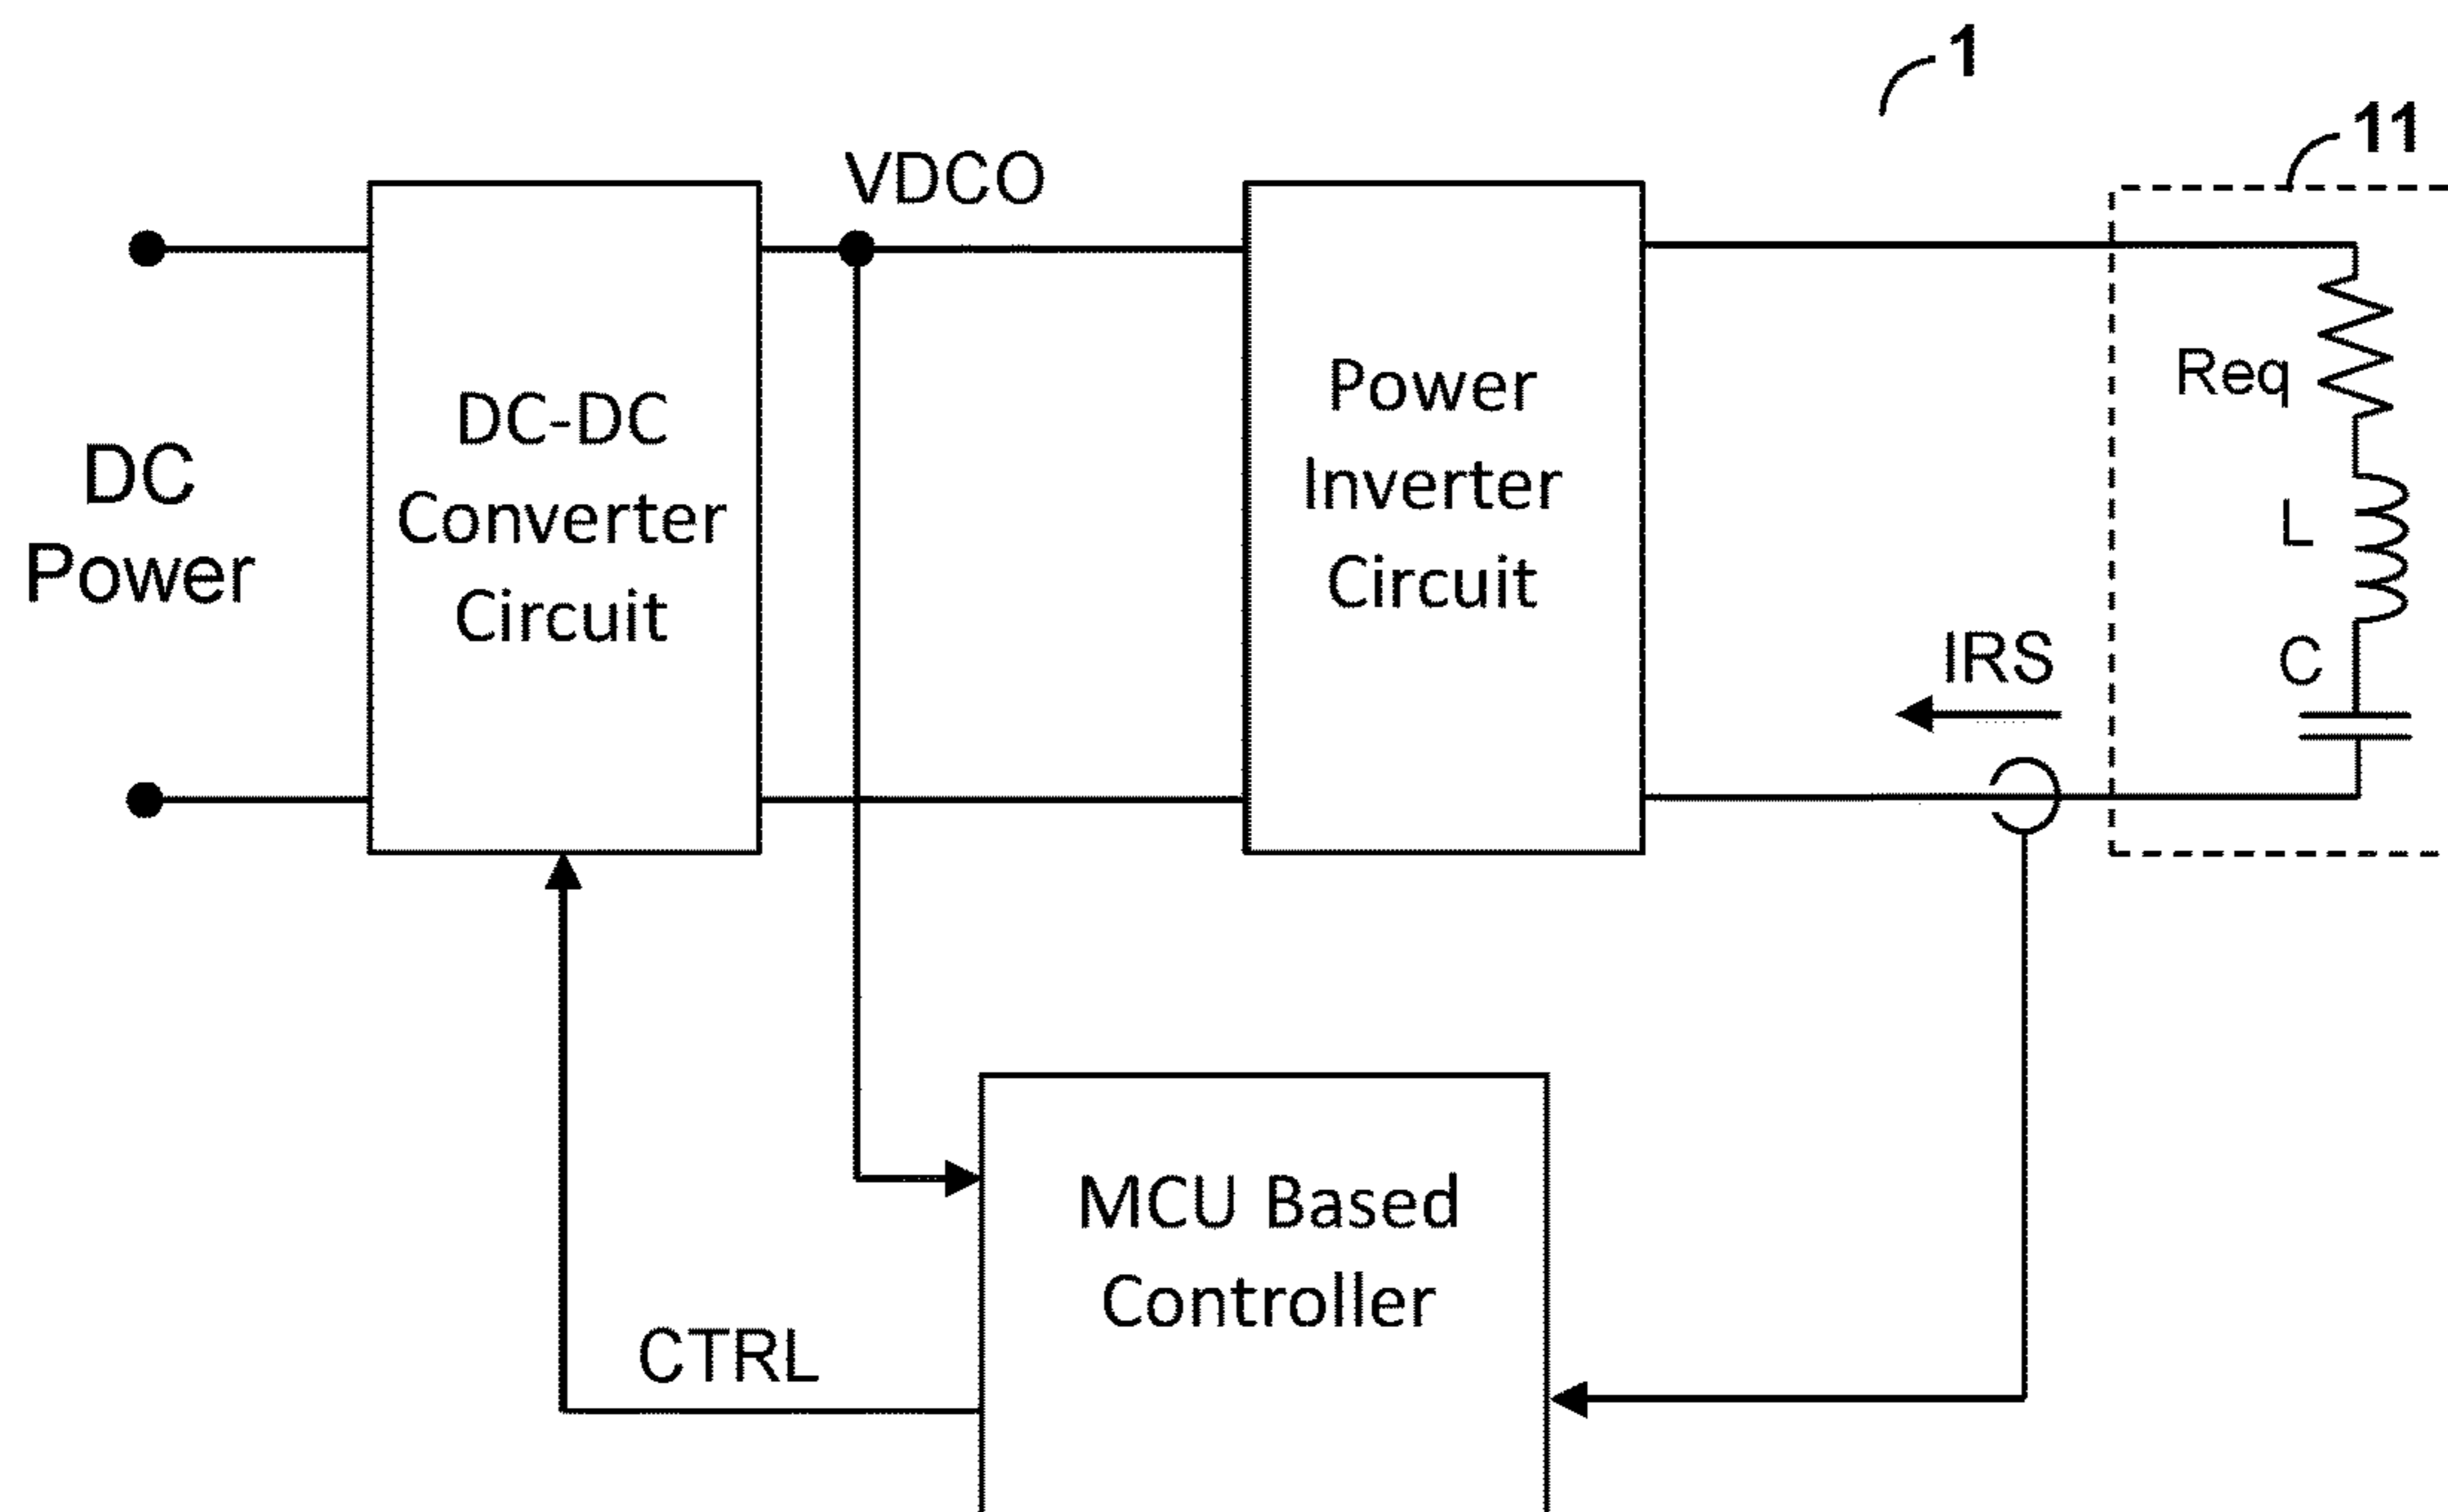 1
11
VDCO
DC-DC
Converter
Circuit
Power
Inverter
Circuit
DC
Power
Req
L
C
IRS
MCU Based
Controller
CTRL